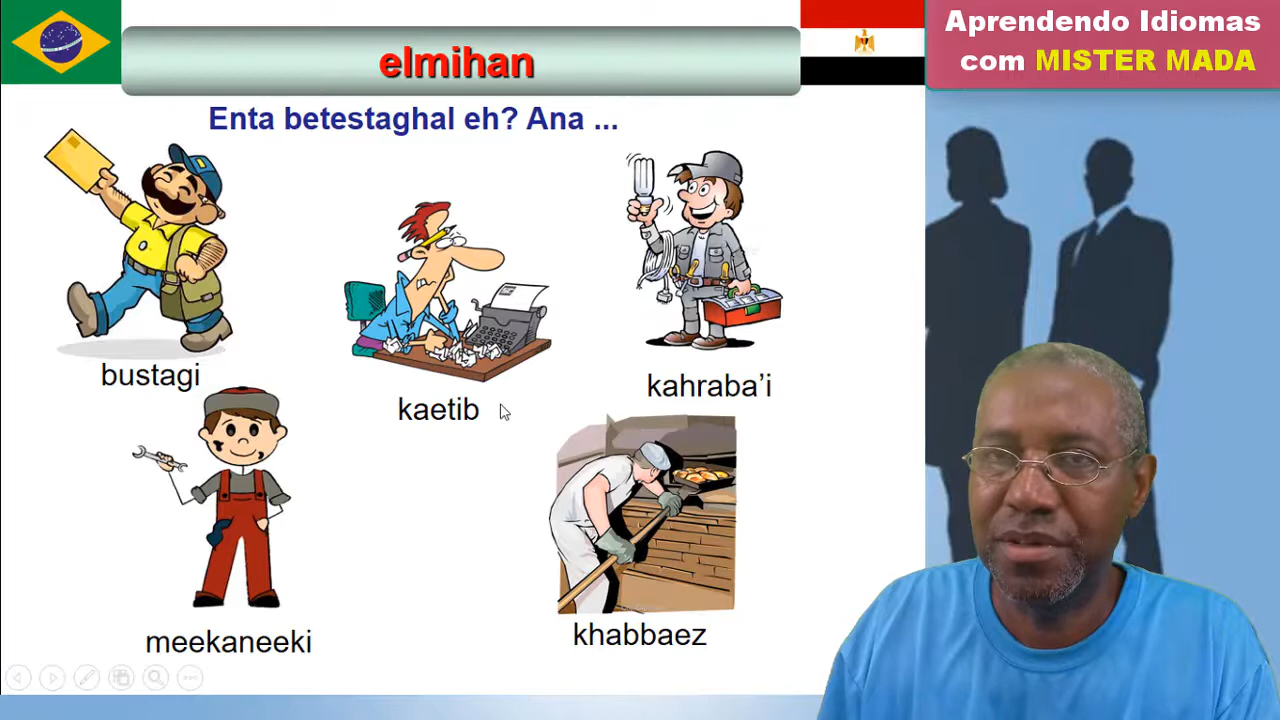 elmihan
Aprendendo Idiomas
com MISTER MADA
Enta betestaghal eh? Ana ...
bustagi
kaetib
kahraba’i
meekaneeki
khabbaez